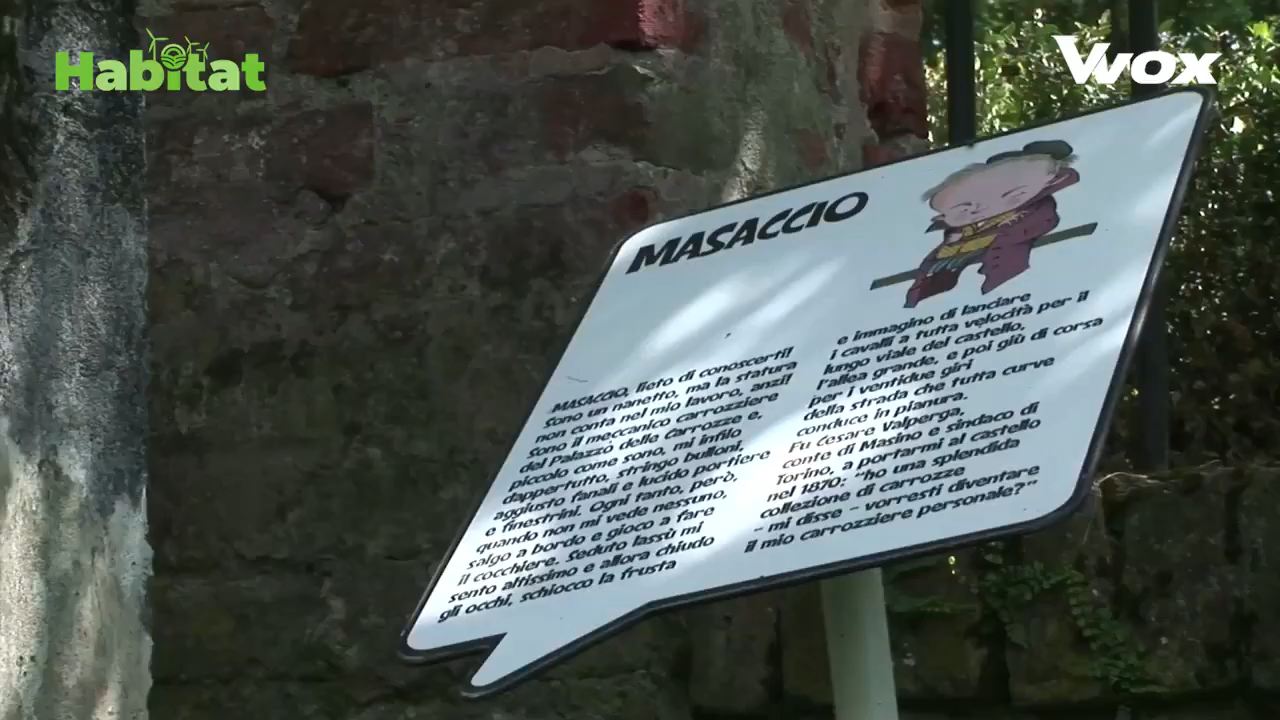 Habitat
VVOX
MASACCIO
MASACCIO, lieto di conoscerti!
Sono un nanetto, ma la statura
non conta nel mio lavoro, anzi!
Sono il meccanico carrozziere
del Palazzo delle Carrozze e,
piccolo come sono, mi infilo
dappertutto, stringo bulloni,
aggiusto fanali e lucido portiere
e finestrini. Ogni tanto, però,
quando non mi vede nessuno,
salgo a bordo e gioco a fare
il cocchiere. Seduto lassù mi
sento altissimo e allora chiudo
gli occhi, schiocco la frusta
e immagino di lanciare
i cavalli a tutta velocità per il
lungo viale del castello,
l'allea grande, e poi giù di corsa
per i ventidue giri
della strada che tutta curve
conduce in pianura.
Fu Cesare Valperga,
conte di Masino e sindaco di
Torino, a portarmi al castello
nel 1870: "ho una splendida
collezione di carrozze
- mi disse - vorresti diventare
il mio carrozziere personale?"